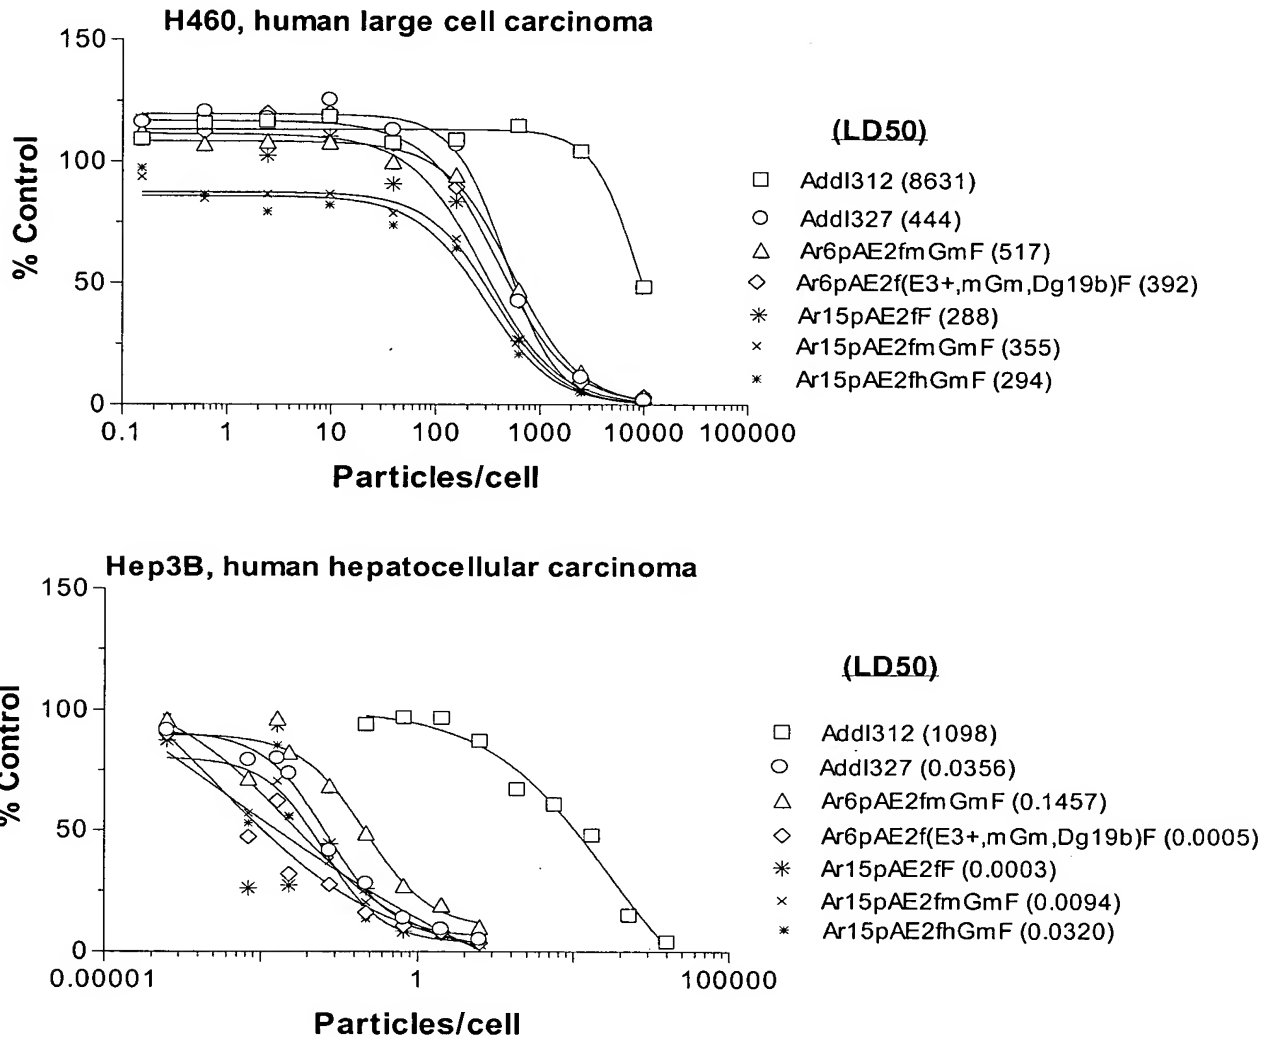 H460, human large cell carcinoma
150
100
50
0
% Control
0.1 1 10 100 1000 10000 100000
Particles/cell
(LD50)
Addl312 (8631)
Addl327 (444)
Ar6pAE2fmGmF (517)
Ar6pAE2f(E3+,mGm,Dg19b)F (392)
Ar15pAE2fF (288)
Ar15pAE2fmGmF (355)
Ar15pAE2fhGmF (294)
Hep3B, human hepatocellular carcinoma
150
100
50
0
% Control
0.00001 1 100000
Particles/cell
(LD50)
Addl312 (1098)
Addl327 (0.0356)
Ar6pAE2fmGmF (0.1457)
Ar6pAE2f(E3+,mGm,Dg19b)F (0.0005)
Ar15pAE2fF (0.0003)
Ar15pAE2fmGmF (0.0094)
Ar15pAE2fhGmF (0.0320)